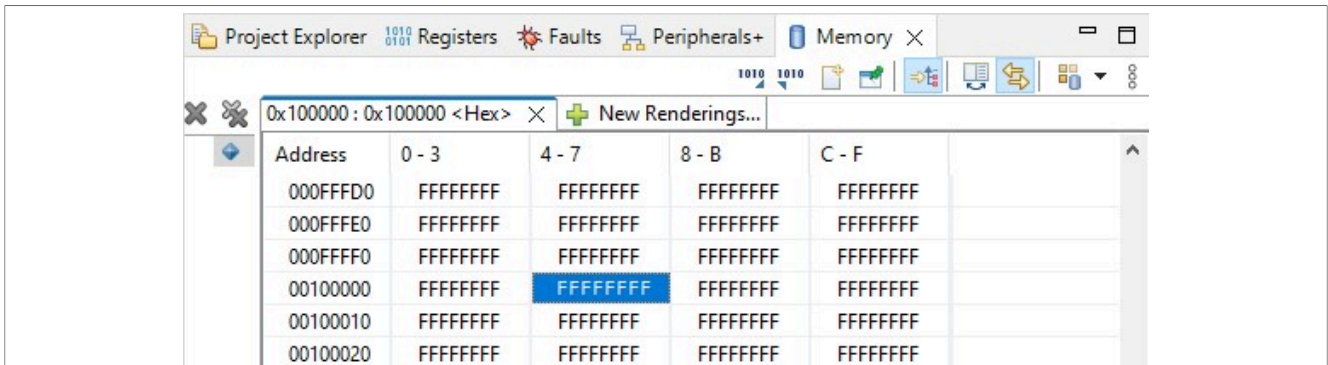 Project Explorer 1010 0101 Registers Faults Peripherals+ Memory
1010 1010
0x100000 : 0x100000 <Hex> New Renderings...
Address 0 - 3 4 - 7 8 - B C - F
000FFFD0 FFFFFFFF FFFFFFFF FFFFFFFF FFFFFFFF
000FFFE0 FFFFFFFF FFFFFFFF FFFFFFFF FFFFFFFF
000FFFF0 FFFFFFFF FFFFFFFF FFFFFFFF FFFFFFFF
00100000 FFFFFFFF FFFFFFFF FFFFFFFF FFFFFFFF
00100010 FFFFFFFF FFFFFFFF FFFFFFFF FFFFFFFF
00100020 FFFFFFFF FFFFFFFF FFFFFFFF FFFFFFFF